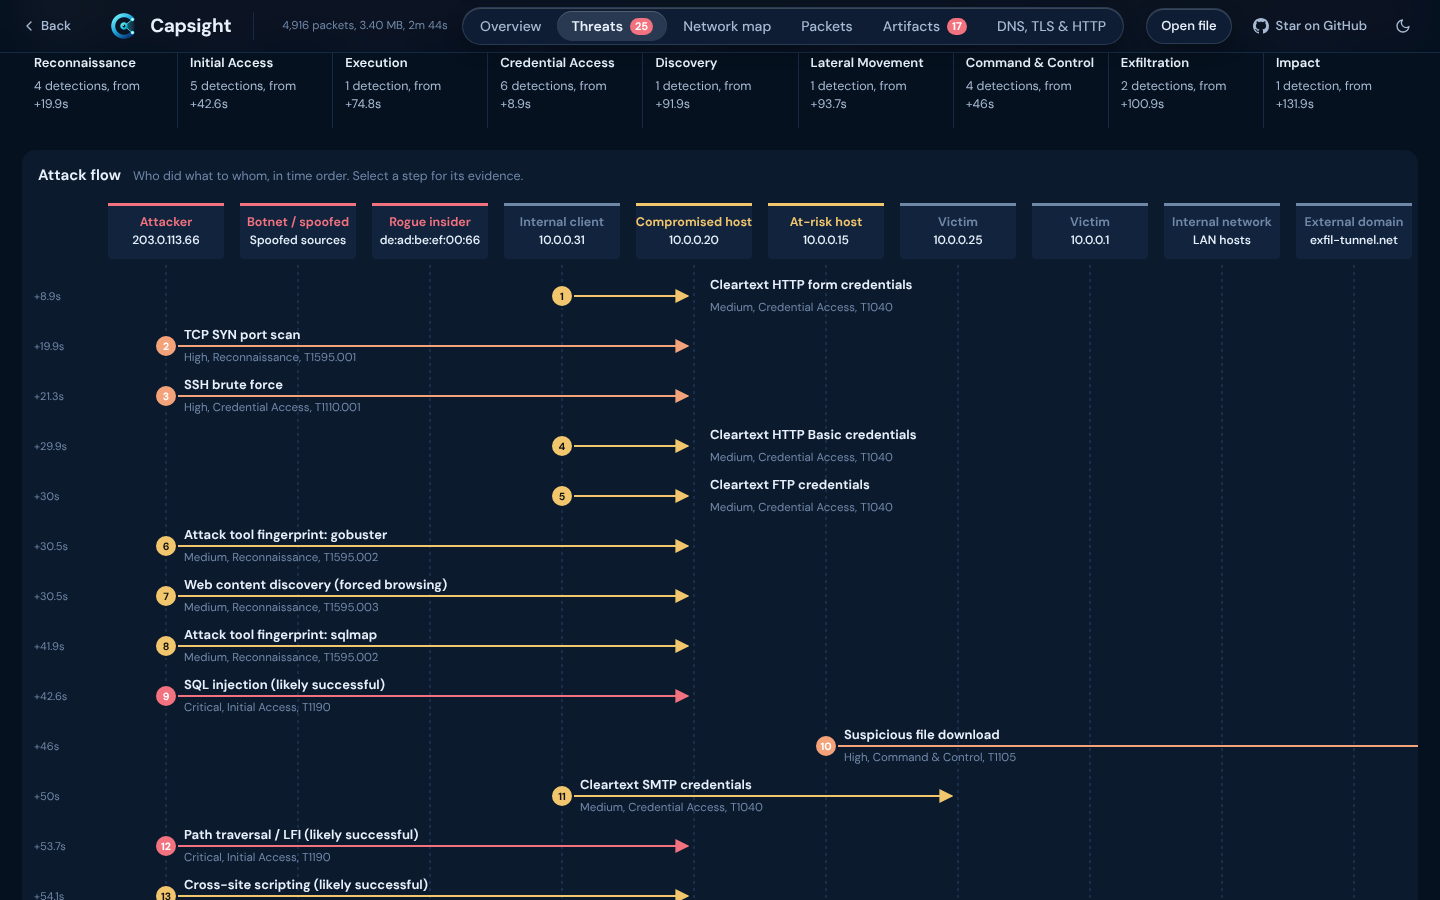 Back
Capsight
4,916 packets, 3.40 MB, 2m 44s
Overview
Threats 25
Network map
Packets
Artifacts 17
DNS, TLS & HTTP
Open file
Star on GitHub
Reconnaissance
4 detections, from
+19.9s
Initial Access
5 detections, from
+42.6s
Execution
1 detection, from
+74.8s
Credential Access
6 detections, from
+8.9s
Discovery
1 detection, from
+91.9s
Lateral Movement
1 detection, from
+93.7s
Command & Control
4 detections, from
+46s
Exfiltration
2 detections, from
+100.9s
Impact
1 detection, from
+131.9s
Attack flow
Who did what to whom, in time order. Select a step for its evidence.
Attacker
203.0.113.66
Botnet / spoofed
Spoofed sources
Rogue insider
de:ad:be:ef:00:66
Internal client
10.0.0.31
Compromised host
10.0.0.20
At-risk host
10.0.0.15
Victim
10.0.0.25
Victim
10.0.0.1
Internal network
LAN hosts
External domain
exfil-tunnel.net
+8.9s
1
Cleartext HTTP form credentials
Medium, Credential Access, T1040
+19.9s
2
TCP SYN port scan
High, Reconnaissance, T1595.001
+21.3s
3
SSH brute force
High, Credential Access, T1110.001
+29.9s
4
Cleartext HTTP Basic credentials
Medium, Credential Access, T1040
+30s
5
Cleartext FTP credentials
Medium, Credential Access, T1040
+30.5s
6
Attack tool fingerprint: gobuster
Medium, Reconnaissance, T1595.002
+30.5s
7
Web content discovery (forced browsing)
Medium, Reconnaissance, T1595.003
+41.9s
8
Attack tool fingerprint: sqlmap
Medium, Reconnaissance, T1595.002
+42.6s
9
SQL injection (likely successful)
Critical, Initial Access, T1190
+46s
10
Suspicious file download
High, Command & Control, T1105
+50s
11
Cleartext SMTP credentials
Medium, Credential Access, T1040
+53.7s
12
Path traversal / LFI (likely successful)
Critical, Initial Access, T1190
+54.1s
13
Cross-site scripting (likely successful)